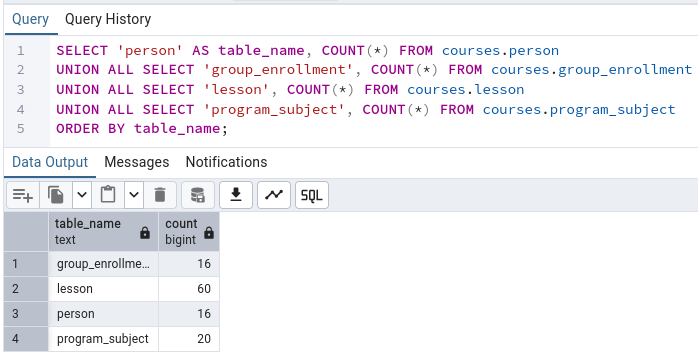 Query Query History
1 SELECT 'person' AS table_name, COUNT(*) FROM courses.person
2 UNION ALL SELECT 'group_enrollment', COUNT(*) FROM courses.group_enrollment
3 UNION ALL SELECT 'lesson', COUNT(*) FROM courses.lesson
4 UNION ALL SELECT 'program_subject', COUNT(*) FROM courses.program_subject
5 ORDER BY table_name;
Data Output Messages Notifications
SQL
table_name count
text bigint
1 group_enrollme... 16
2 lesson 60
3 person 16
4 program_subject 20